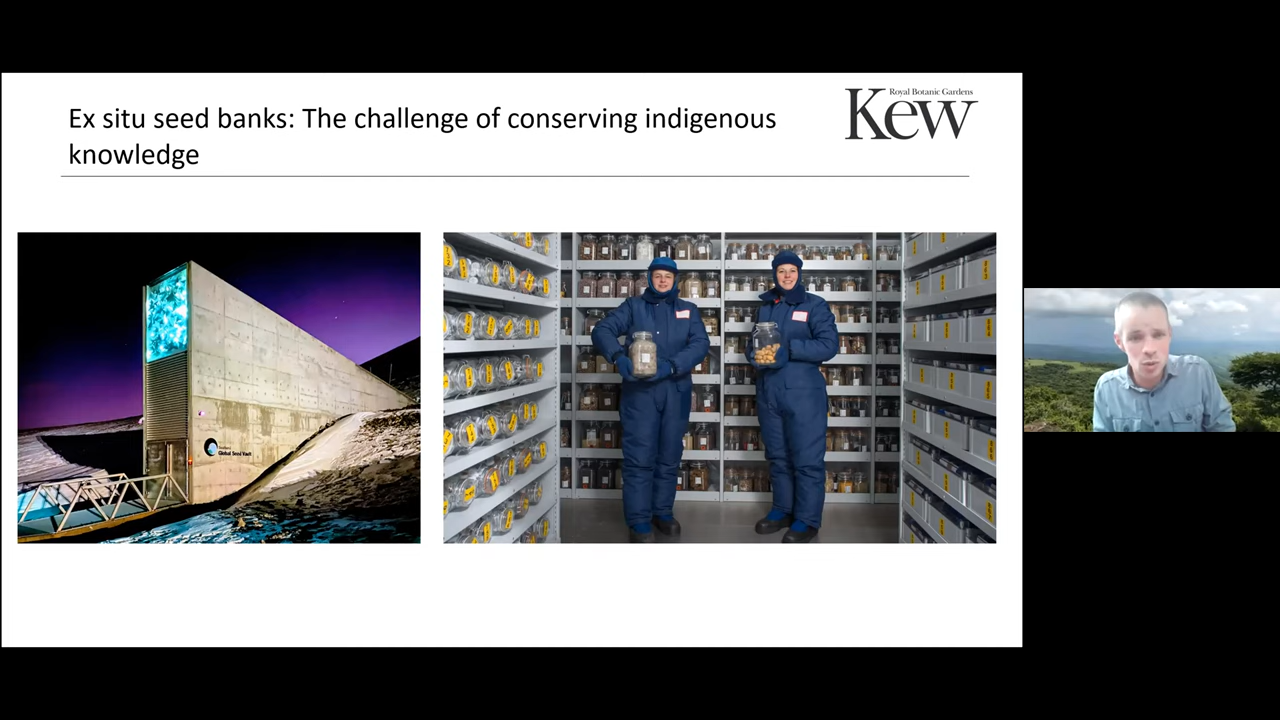 Ex situ seed banks: The challenge of conserving indigenous
knowledge
Royal Botanic Gardens
Kew
Global Seed Vault